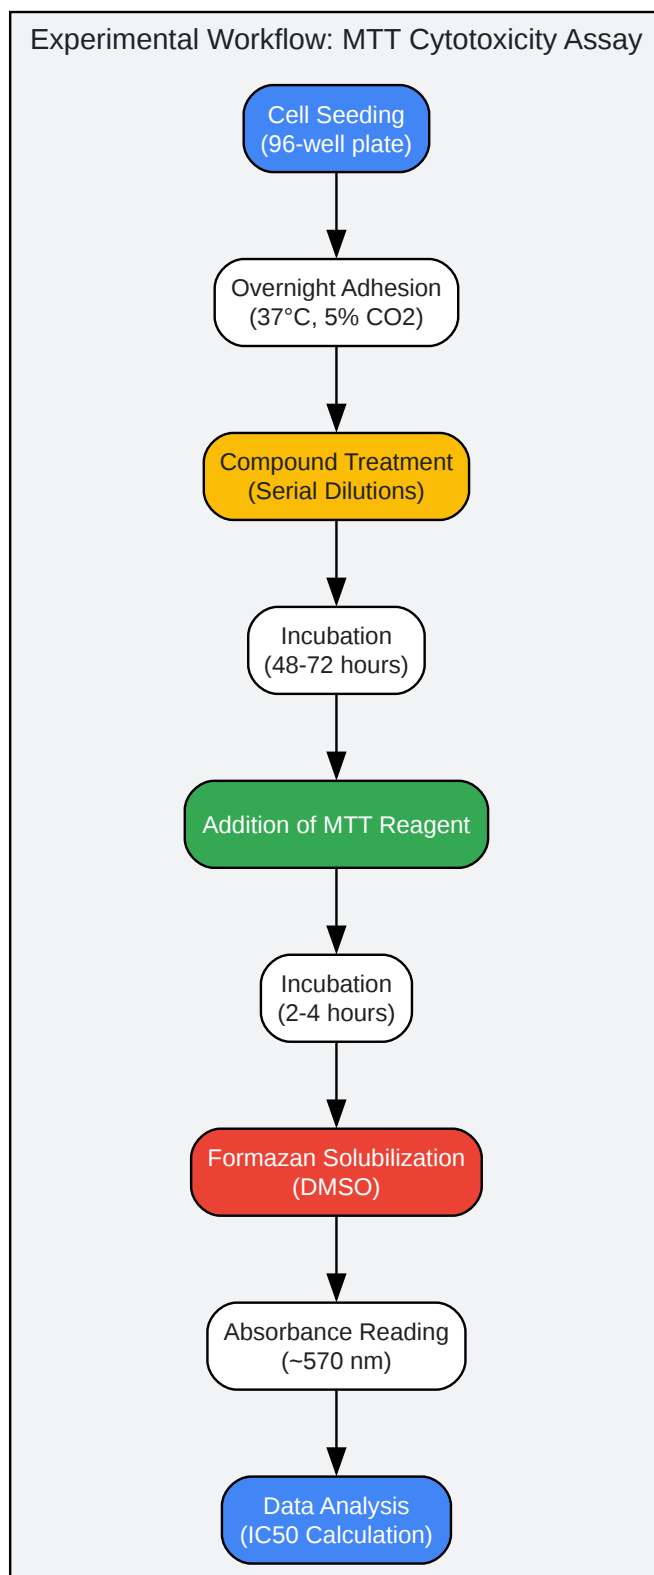 Experimental Workflow: MTT Cytotoxicity Assay
Cell Seeding
(96-well plate)
Overnight Adhesion
(37°C, 5% CO2)
Compound Treatment
(Serial Dilutions)
Incubation
(48-72 hours)
Addition of MTT Reagent
Incubation
(2-4 hours)
Formazan Solubilization
(DMSO)
Absorbance Reading
(~570 nm)
Data Analysis
(IC50 Calculation)